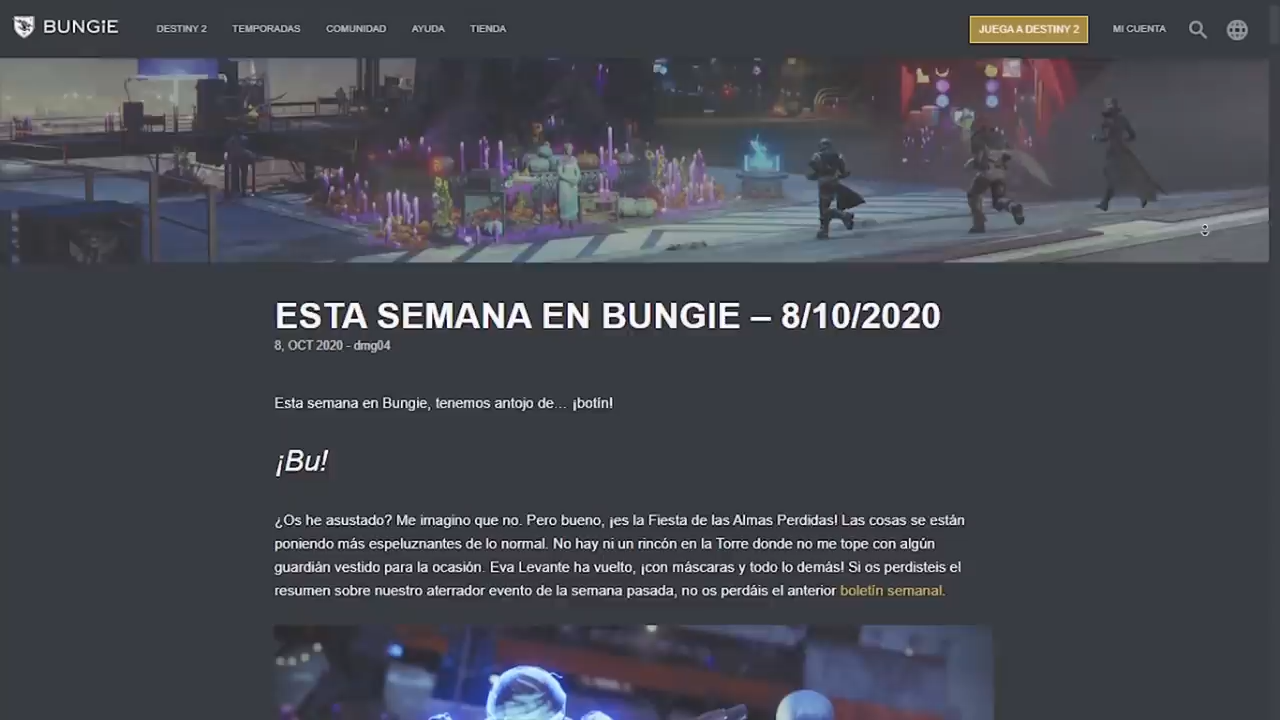 BUNGiE
DESTINY 2 TEMPORADAS COMUNIDAD AYUDA TIENDA
JUEGA A DESTINY 2 MI CUENTA
ESTA SEMANA EN BUNGIE – 8/10/2020
8, OCT 2020 - dmg04
Esta semana en Bungie, tenemos antojo de... ¡botín!
¡Bu!
¿Os he asustado? Me imagino que no. Pero bueno, ¡es la Fiesta de las Almas Perdidas! Las cosas se están
poniendo más espeluznantes de lo normal. No hay ni un rincón en la Torre donde no me tope con algún
guardián vestido para la ocasión. Eva Levante ha vuelto, ¡con máscaras y todo lo demás! Si os perdisteis el
resumen sobre nuestro aterrador evento de la semana pasada, no os perdáis el anterior boletín semanal.